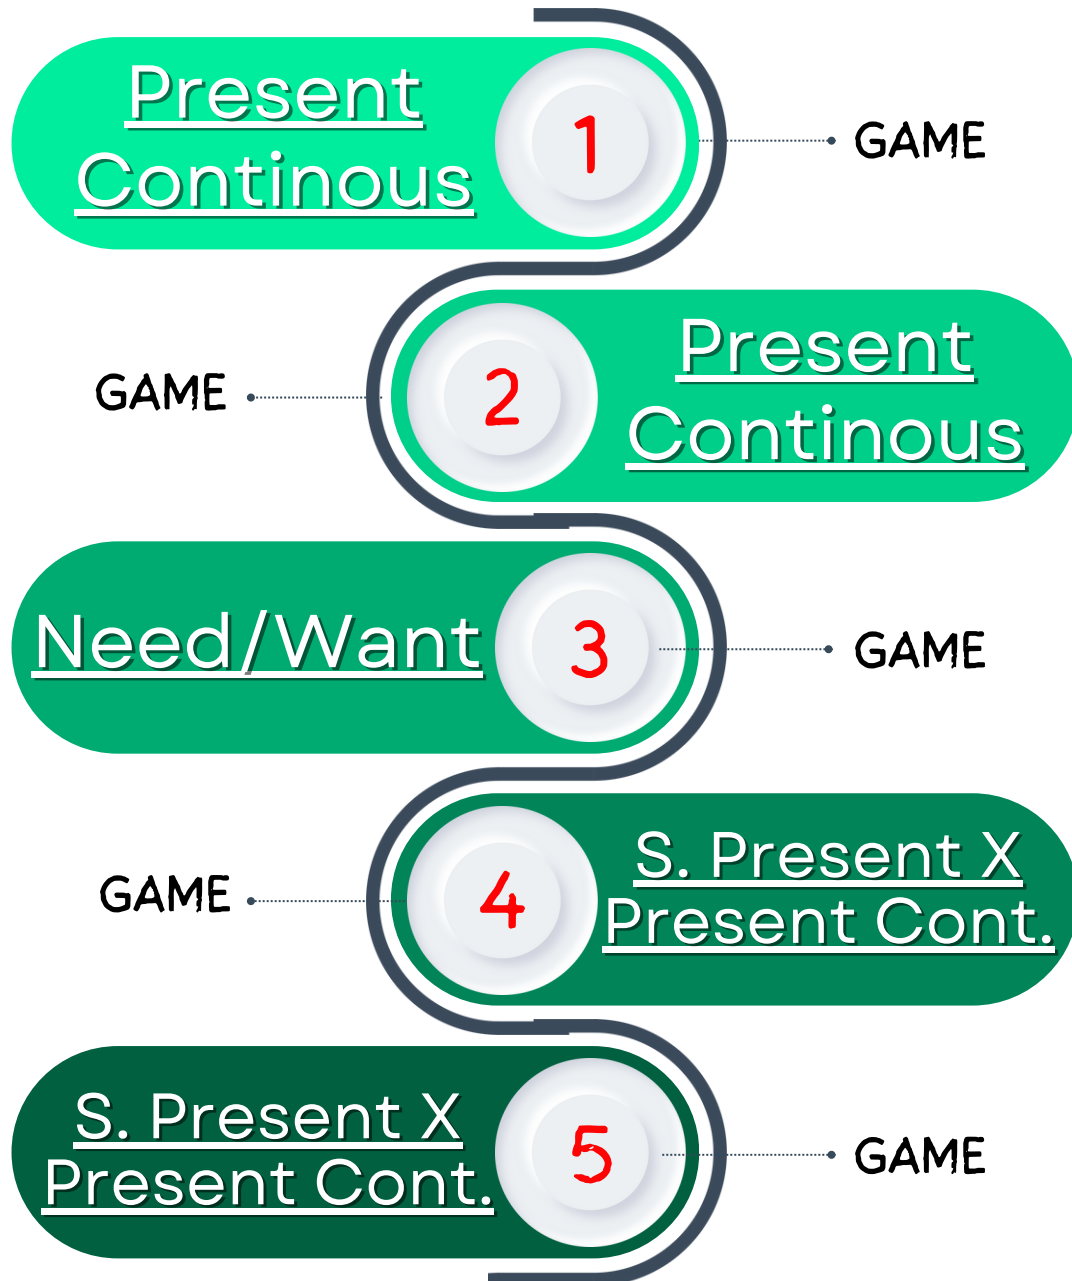 Present
Continous
1
GAME
GAME
2
Present
Continous
Need/Want
3
GAME
GAME
4
S. Present X
Present Cont.
S. Present X
Present Cont.
5
GAME